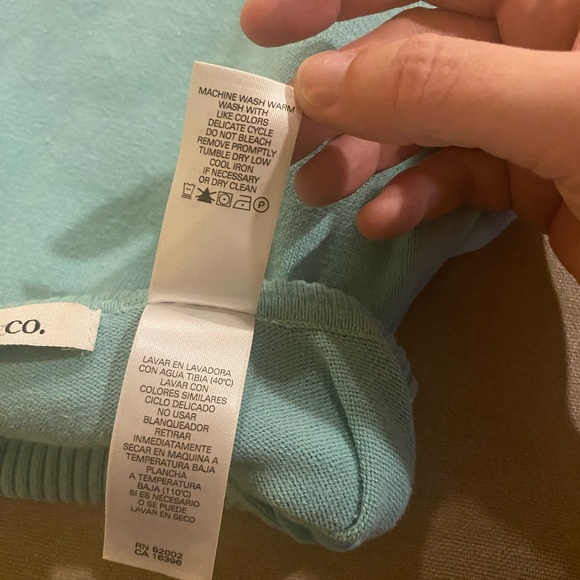 MACHINE WASH WARM
WASH WITH
LIKE COLORS
DELICATE CYCLE
DO NOT BLEACH
REMOVE PROMPTLY
TUMBLE DRY LOW
COOL IRON
IF NECESSARY
OR DRY CLEAN
P
CO.
LAVAR EN LAVADORA
CON AGUA TIBIA (40°C)
LAVAR CON
COLORES SIMILARES
CICLO DELICADO
NO USAR
BLANQUEADOR
RETIRAR
INMEDIATAMENTE
SECAR EN MAQUINA A
TEMPERATURA BAJA
PLANCHA
A TEMPERATURA
BAJA (110°C)
SI ES NECESARIO
O SE PUEDE
LAVAR EN SECO
RN 52002
CA 16396